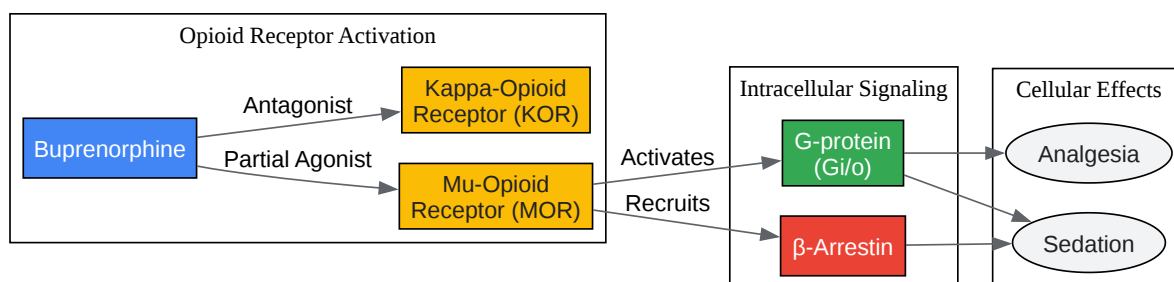 Opioid Receptor Activation
Buprenorphine
Antagonist
Partial Agonist
Kappa-Opioid
Receptor (KOR)
Mu-Opioid
Receptor (MOR)
Activates
Recruits
Intracellular Signaling
G-protein
(Gi/o)
β-Arrestin
Cellular Effects
Analgesia
Sedation